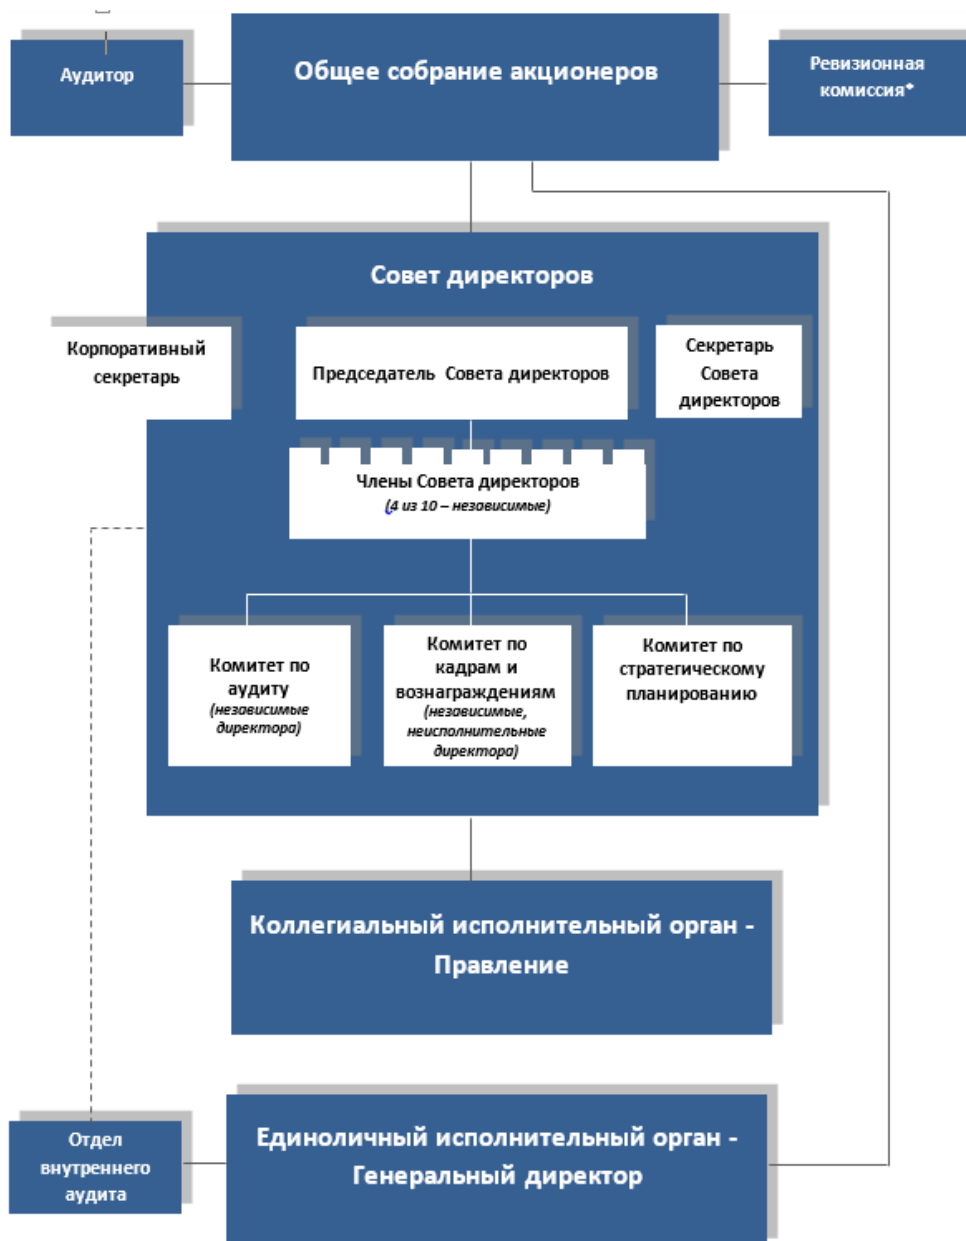 Аудитор
Общее собрание акционеров
Ревизионная
комиссия*
Совет директоров
Корпоративный
секретарь
Председатель Совета директоров
Секретарь
Совета
директоров
Члены Совета директоров
(4 из 10 – независимые)
Комитет по
аудиту
(независимые
директора)
Комитет по
кадрам и
вознаграждениям
(независимые,
неисполнительные
директора)
Комитет по
стратегическому
планированию
Коллегиальный исполнительный орган -
Правление
Отдел
внутреннего
аудита
Единоличный исполнительный орган -
Генеральный директор